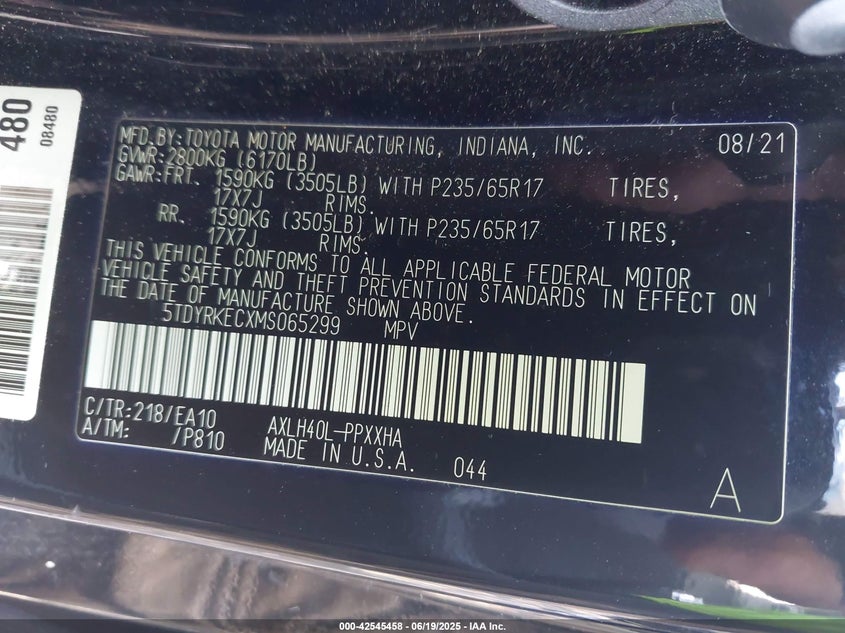 480
08480
MFD.BY:TOYOTA MOTOR MANUFACTURING, INDIANA, INC. 08/21
GVWR:2800KG (6170LB)
GAWR:FRT. 1590KG (3505LB) WITH P235/65R17 TIRES,
17X7J RIMS.
RR. 1590KG (3505LB) WITH P235/65R17 TIRES,
17X7J RIMS.
THIS VEHICLE CONFORMS TO ALL APPLICABLE FEDERAL MOTOR
VEHICLE SAFETY AND THEFT PREVENTION STANDARDS IN EFFECT ON
THE DATE OF MANUFACTURE SHOWN ABOVE.
5TDYRKECXMS065299 MPV
C/TR:218/EA10 AXLH40L-PPXXHA
A/TM: /P810 MADE IN U.S.A. 044
A
000-42545458 - 06/19/2025 - IAA Inc.